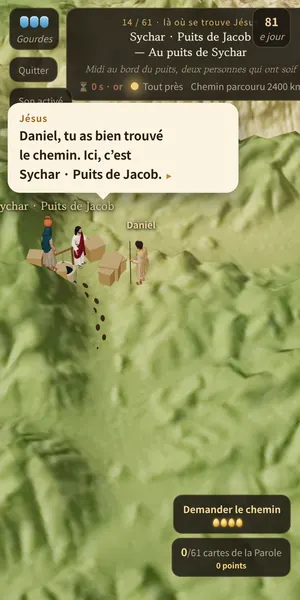 Gourdes
14 / 61 · là où se trouve Jésus
Sychar · Puits de Jacob
— Au puits de Sychar
81
e jour
Midi au bord du puits, deux personnes qui ont soif
Quitter
0 s · or
Tout près
Chemin parcouru 2400 km
Son activé
Jésus
Daniel, tu as bien trouvé
le chemin. Ici, c’est
Sychar · Puits de Jacob. ▸
ychar · Puits de Jacob
Daniel
Demander le chemin
0/61 cartes de la Parole
0 points